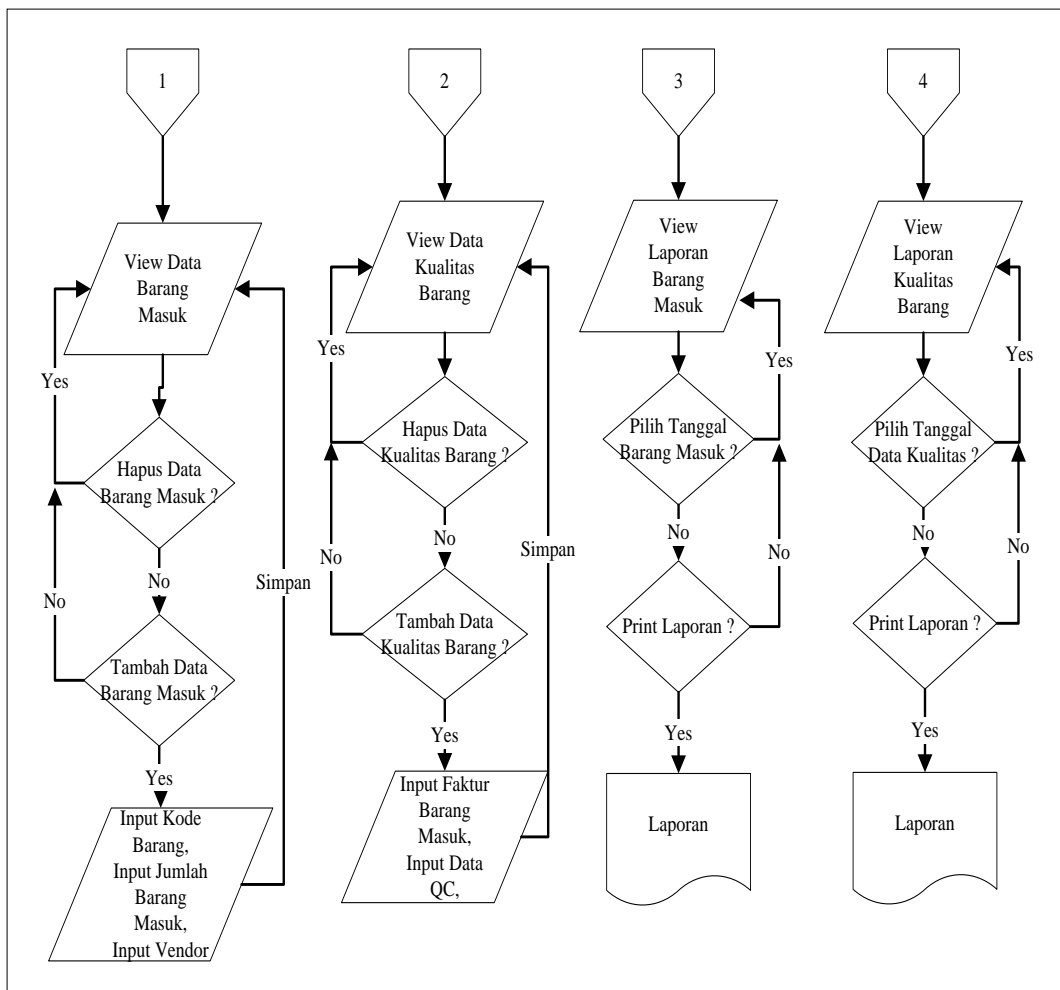 1
View Data
Barang
Masuk
Yes
Hapus Data
Barang Masuk ?
No
No
Simpan
Tambah Data
Barang Masuk ?
Yes
Input Kode
Barang,
Input Jumlah
Barang
Masuk,
Input Vendor
2
View Data
Kualitas
Barang
Yes
Hapus Data
Kualitas Barang ?
No
No
Simpan
Tambah Data
Kualitas Barang ?
Yes
Input Faktur
Barang
Masuk,
Input Data
QC,
3
View
Laporan
Barang
Masuk
Yes
Pilih Tanggal
Barang Masuk ?
No
No
Print Laporan ?
Yes
Laporan
4
View
Laporan
Kualitas
Barang
Yes
Pilih Tanggal
Data Kualitas ?
No
No
Print Laporan ?
Yes
Laporan